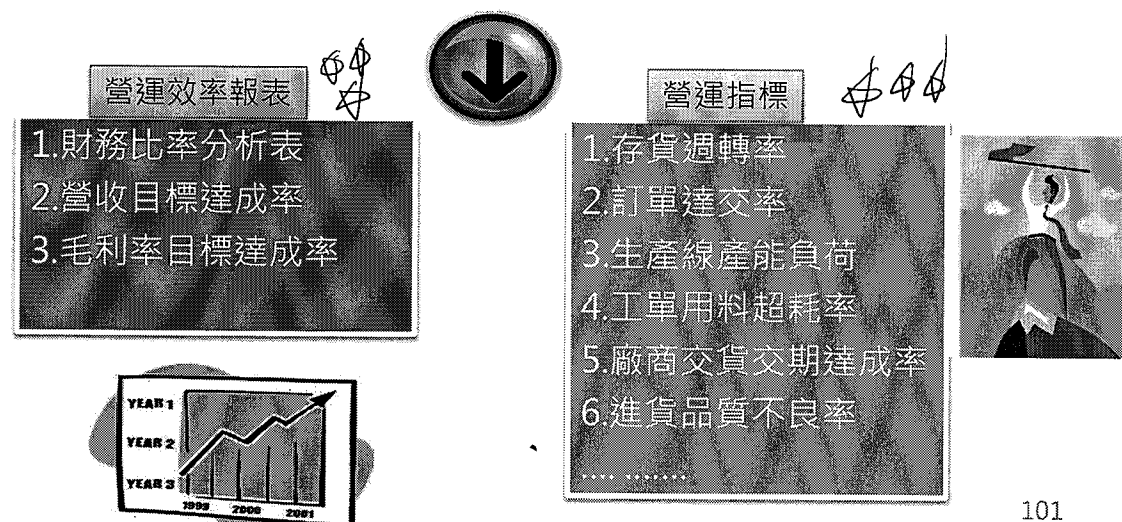 營運效率報表
1.財務比率分析表
2.營收目標達成率
3.毛利率目標達成率
營運指標
1.存貨週轉率
2.訂單達交率
3.生產線產能負荷
4.工單用料超耗率
5.廠商交貨交期達成率
6.進貨品質不良率
.... ........
YEAR 1
YEAR 2
YEAR 3
1999 2000 2001
101